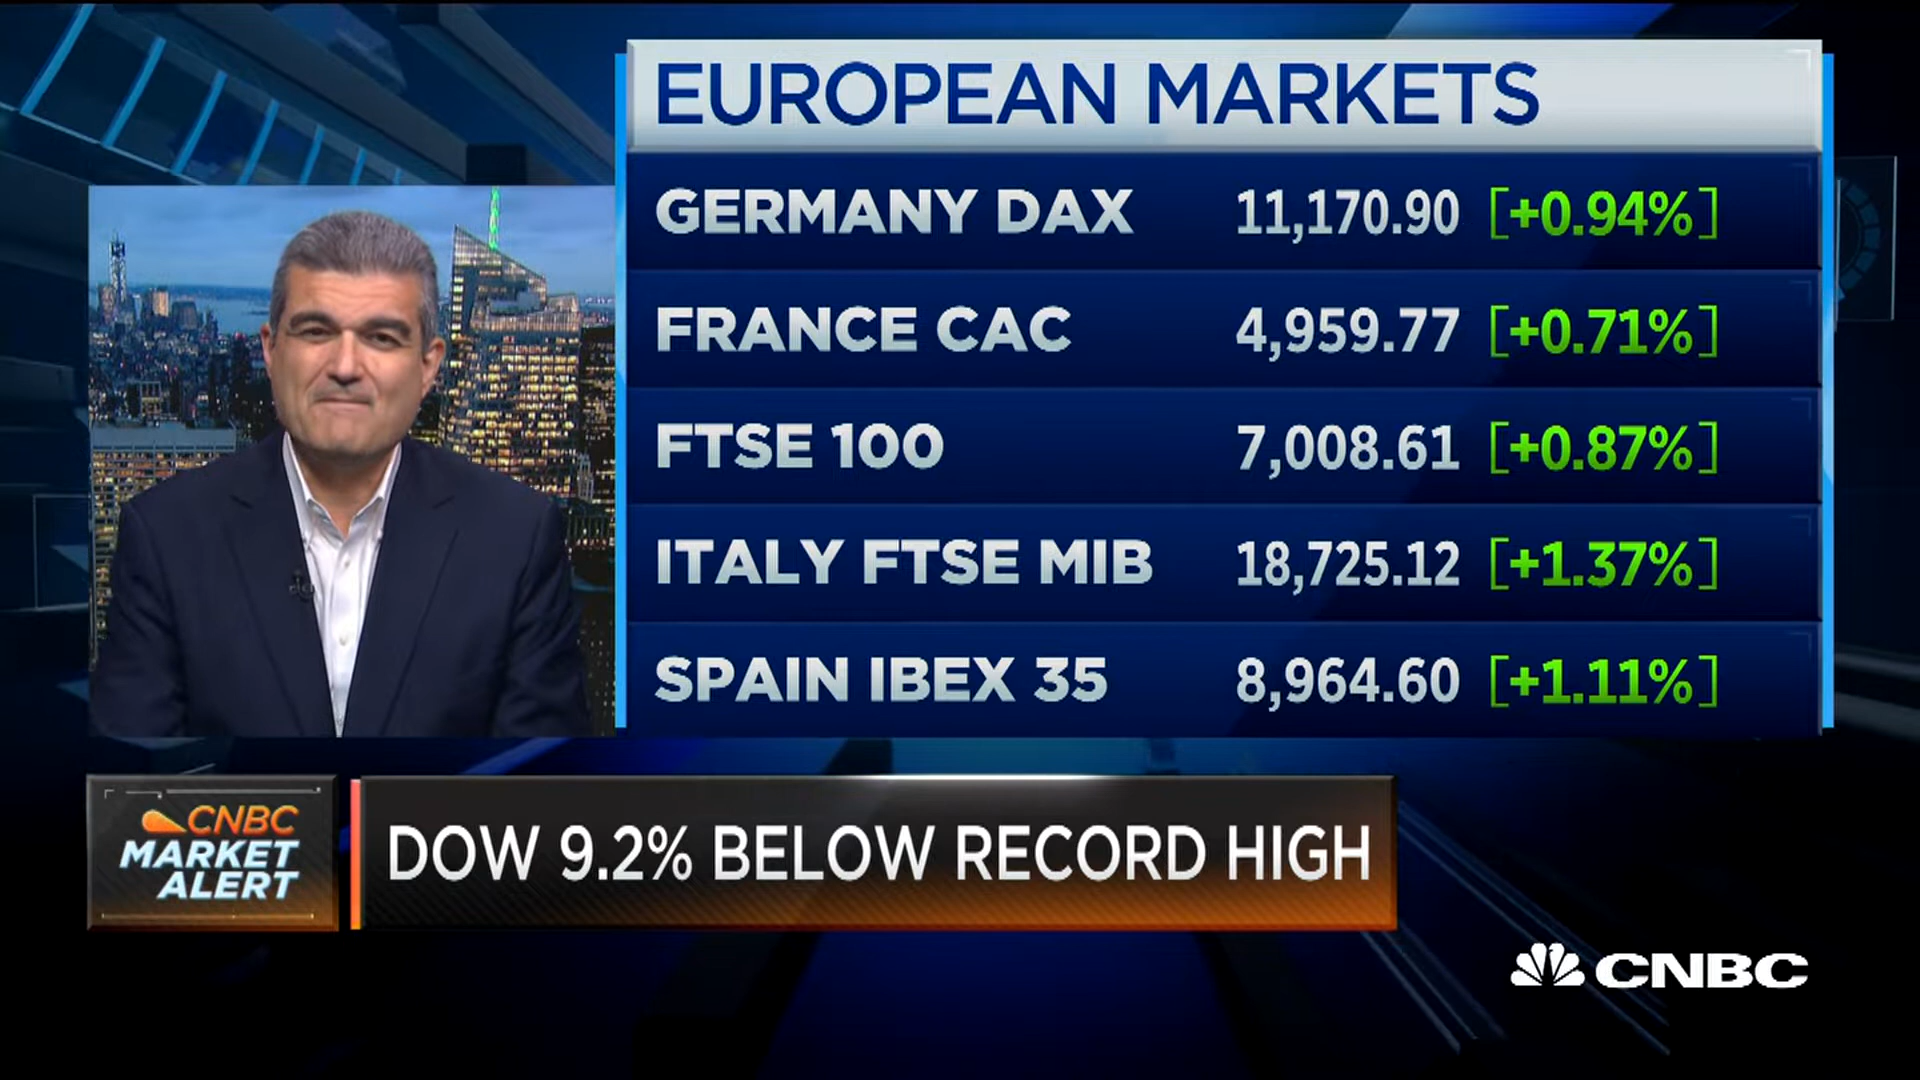 EUROPEAN MARKETS
GERMANY DAX 11,170.90 [+0.94%]
FRANCE CAC 4,959.77 [+0.71%]
FTSE 100 7,008.61 [+0.87%]
ITALY FTSE MIB 18,725.12 [+1.37%]
SPAIN IBEX 35 8,964.60 [+1.11%]
CNBC
MARKET
ALERT
DOW 9.2% BELOW RECORD HIGH
CNBC